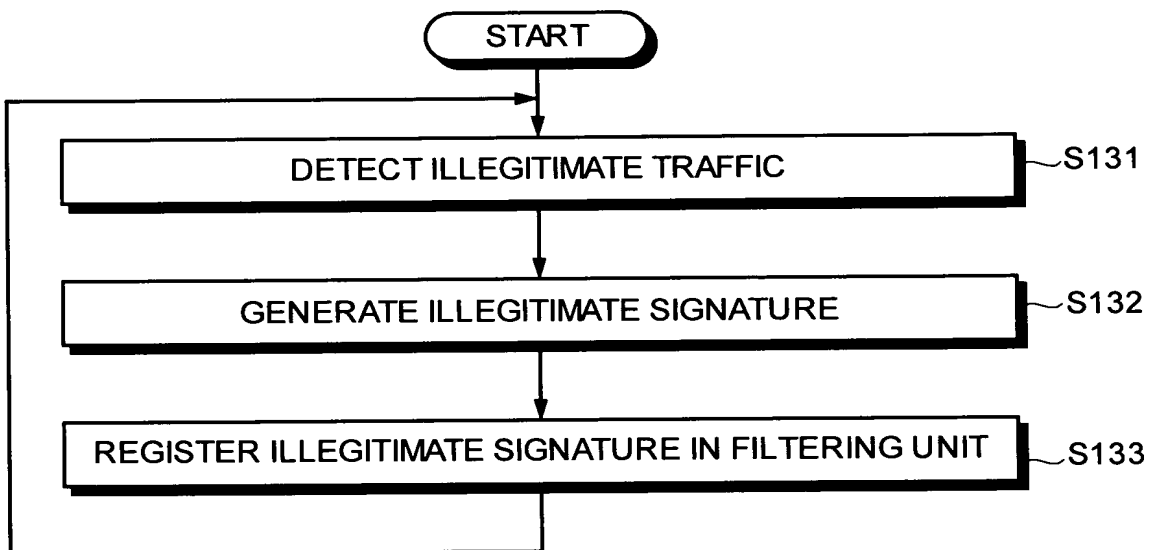 START
DETECT ILLEGITIMATE TRAFFIC
S131
GENERATE ILLEGITIMATE SIGNATURE
S132
REGISTER ILLEGITIMATE SIGNATURE IN FILTERING UNIT
S133